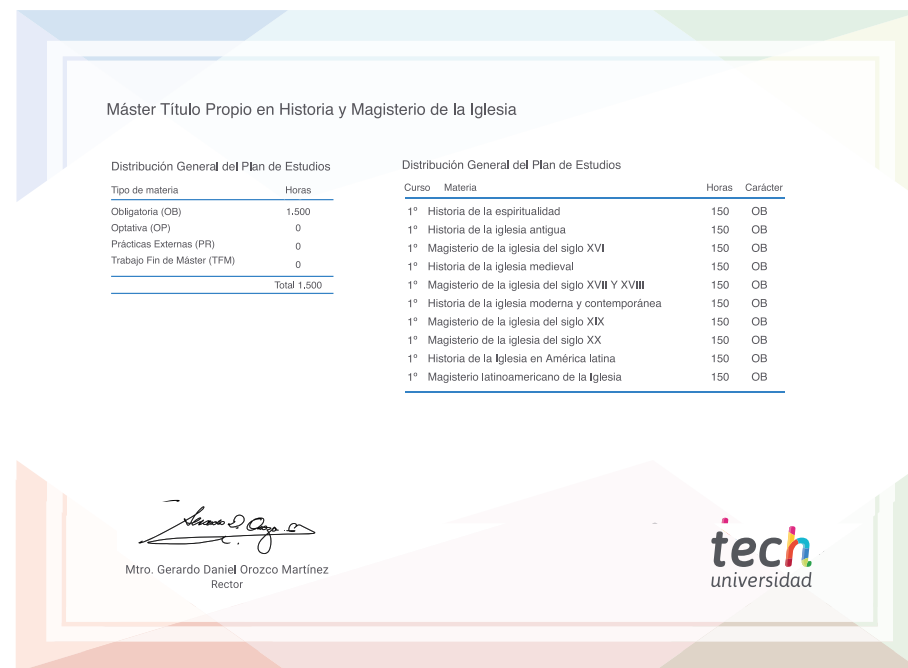 Máster Título Propio en Historia y Magisterio de la Iglesia
Distribución General del Plan de Estudios
Tipo de materia Horas
Obligatoria (OB) 1.500
Optativa (OP) 0
Prácticas Externas (PR) 0
Trabajo Fin de Máster (TFM) 0
Total 1.500
Distribución General del Plan de Estudios
Curso Materia Horas Carácter
1º Historia de la espiritualidad 150 OB
1º Historia de la iglesia antigua 150 OB
1º Magisterio de la iglesia del siglo XVI 150 OB
1º Historia de la iglesia medieval 150 OB
1º Magisterio de la iglesia del siglo XVII Y XVIII 150 OB
1º Historia de la iglesia moderna y contemporánea 150 OB
1º Magisterio de la iglesia del siglo XIX 150 OB
1º Magisterio de la iglesia del siglo XX 150 OB
1º Historia de la Iglesia en América latina 150 OB
1º Magisterio latinoamericano de la Iglesia 150 OB
Mtro. Gerardo Daniel Orozco Martínez
Rector
tech
universidad